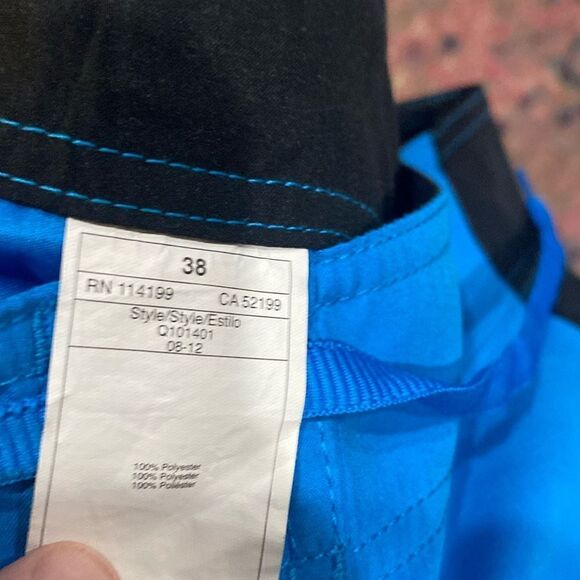 38
RN 114199 CA 52199
Style/Style/Estilo
Q101401
08-12
100% Polyester
100% Polyester
100% Poliéster